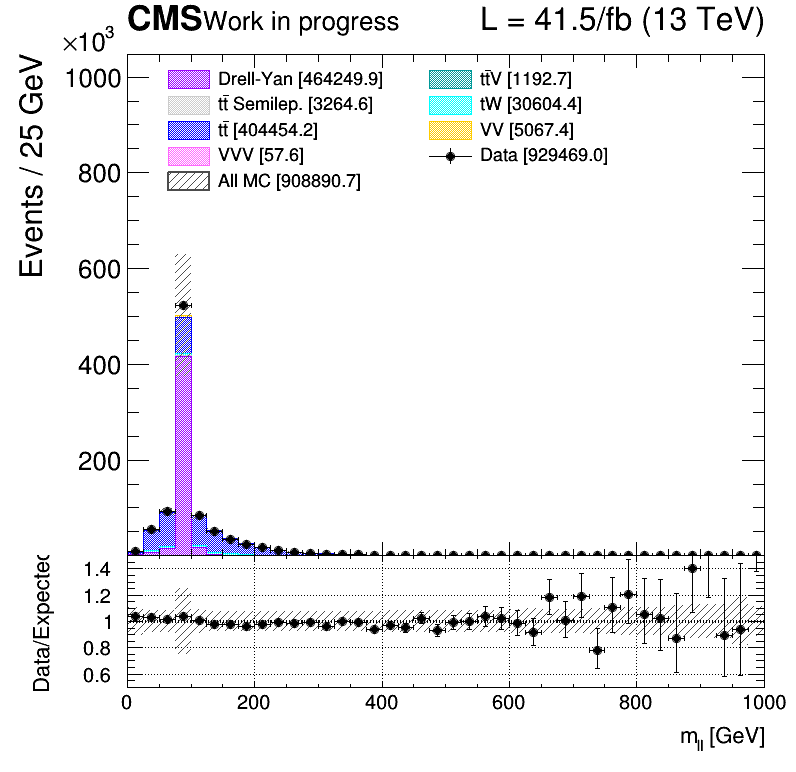 CMS Work in progress L = 41.5/fb (13 TeV)
×10³
Events / 25 GeV
1000
800
600
400
200
Drell-Yan [464249.9]
tt̄ Semilep. [3264.6]
tt̄ [404454.2]
VVV [57.6]
All MC [908890.7]
tt̄V [1192.7]
tW [30604.4]
VV [5067.4]
Data [929469.0]
Data/Expected
1.4
1.2
1
0.8
0.6
0 200 400 600 800 1000
m_ll [GeV]